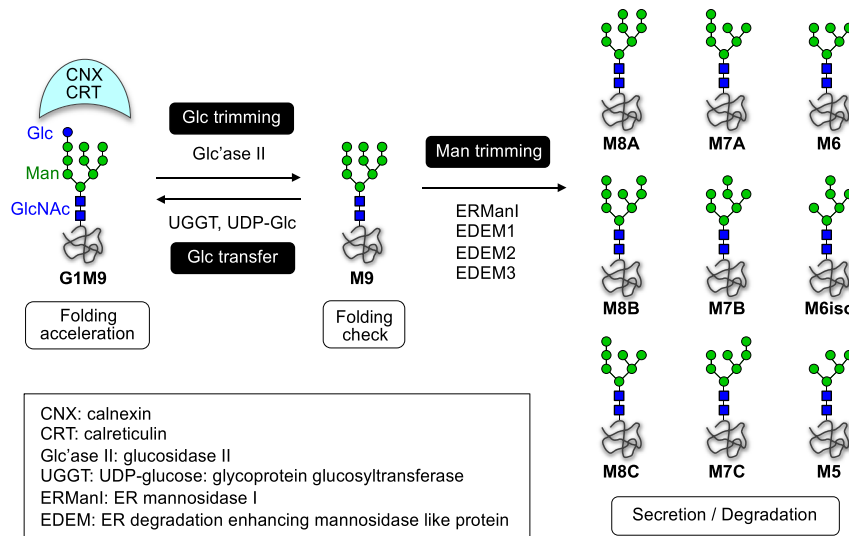 CNX
CRT
Glc
Man
GlcNAc
G1M9
Folding
acceleration
Glc trimming
Glc'ase II
UGGT, UDP-Glc
Glc transfer
M9
Folding
check
Man trimming
ERManI
EDEM1
EDEM2
EDEM3
M8A
M7A
M6
M8B
M7B
M6iso
M8C
M7C
M5
Secretion / Degradation
CNX: calnexin
CRT: calreticulin
Glc'ase II: glucosidase II
UGGT: UDP-glucose: glycoprotein glucosyltransferase
ERManI: ER mannosidase I
EDEM: ER degradation enhancing mannosidase like protein